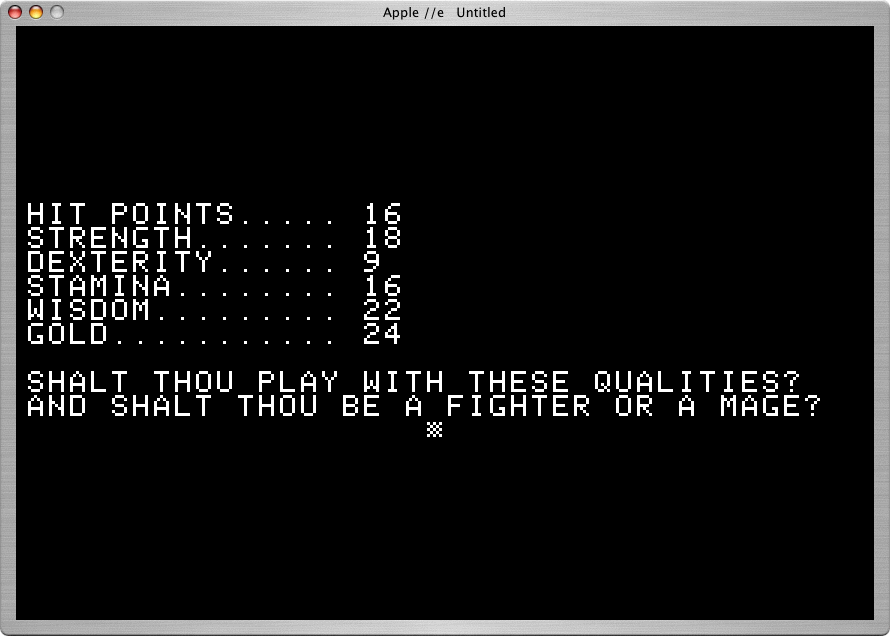 Apple //e   Untitled
HIT POINTS..... 16
STRENGTH....... 18
DEXTERITY...... 9
STAMINA........ 16
WISDOM......... 22
GOLD........... 24
SHALT THOU PLAY WITH THESE QUALITIES?
AND SHALT THOU BE A FIGHTER OR A MAGE?